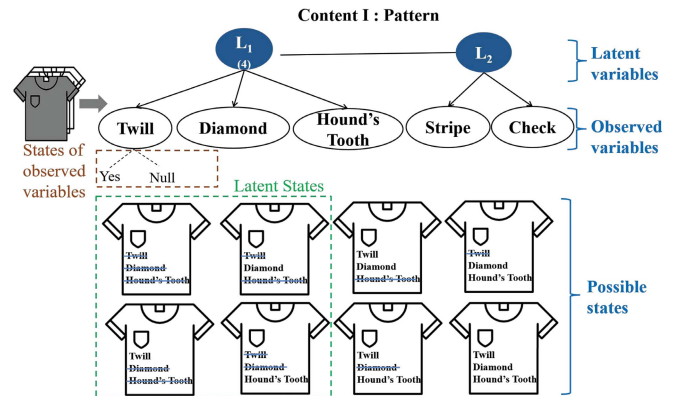 Content I : Pattern
L1
(4)
L2
Latent
variables
Twill
Diamond
Hound's
Tooth
Stripe
Check
Observed
variables
States of
observed
variables
Yes
Null
Latent States
Twill
Diamond
Hound's Tooth
Twill
Diamond
Hound's Tooth
Twill
Diamond
Hound's Tooth
Twill
Diamond
Hound's Tooth
Possible
states
Twill
Diamond
Hound's Tooth
Twill
Diamond
Hound's Tooth
Twill
Diamond
Hound's Tooth
Twill
Diamond
Hound's Tooth